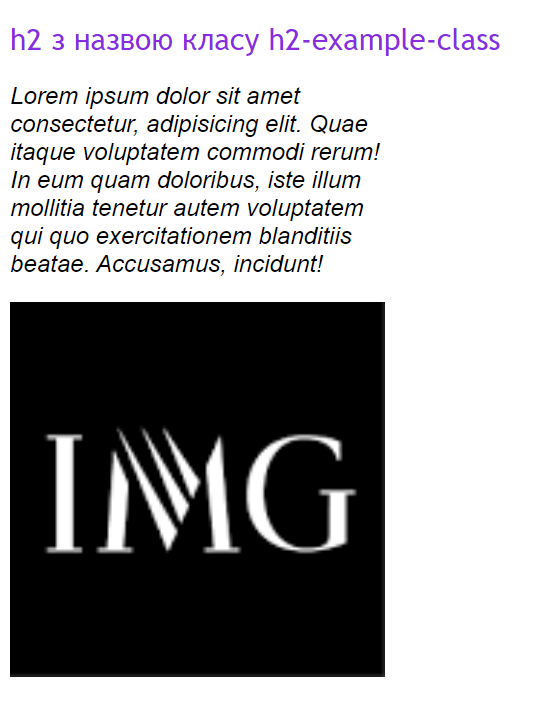 h2 з назвою класу h2-example-class
Lorem ipsum dolor sit amet
consectetur, adipisicing elit. Quae
itaque voluptatem commodi rerum!
In eum quam doloribus, iste illum
mollitia tenetur autem voluptatem
qui quo exercitationem blanditiis
beatae. Accusamus, incidunt!
IMG